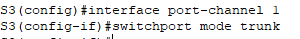 S3(config)#interface port-channel 1
S3(config-if)#switchport mode trunk